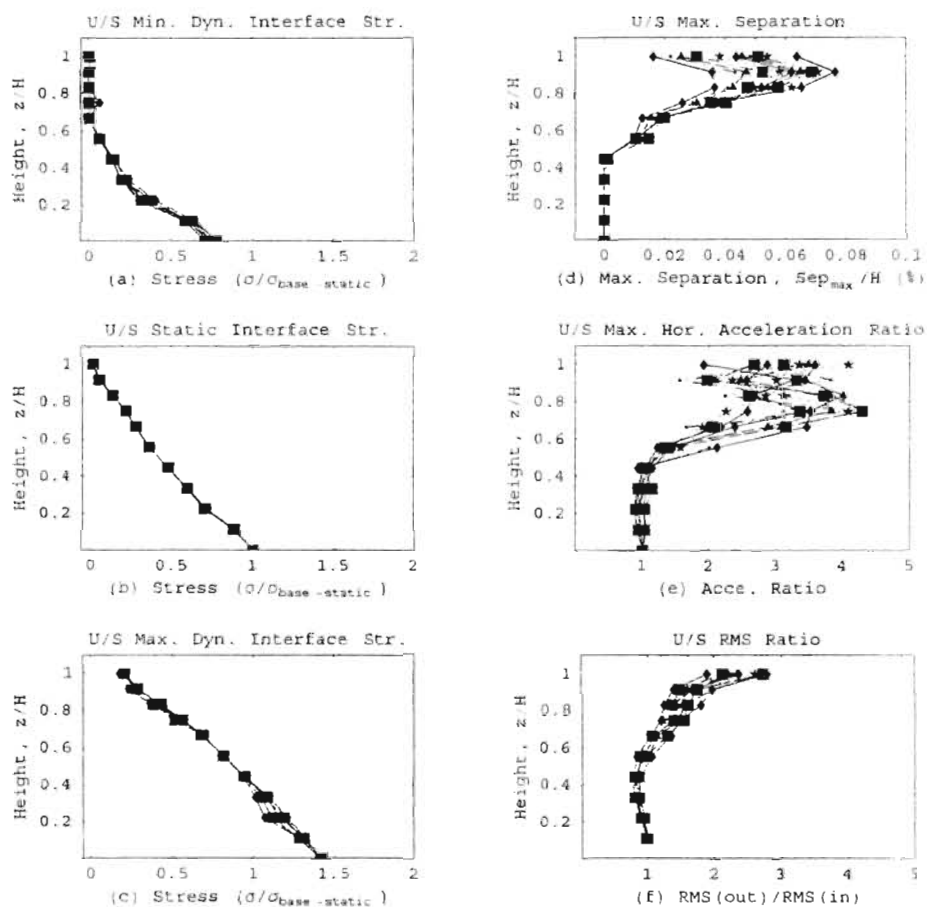 U/S Min. Dyn. Interface Str.
1
0.8
0.6
0.4
0.2
Height, z/H
0 0.5 1 1.5 2
(a) Stress (σ/σbase-static)
U/S Static Interface Str.
1
0.8
0.6
0.4
0.2
Height, z/H
0 0.5 1 1.5 2
(b) Stress (σ/σbase-static)
U/S Max. Dyn. Interface Str.
1
0.8
0.6
0.4
0.2
Height, z/H
0 0.5 1 1.5 2
(c) Stress (σ/σbase-static)
U/S Max. Separation
1
0.8
0.6
0.4
0.2
Height, z/H
0 0.02 0.04 0.06 0.08 0.1
(d) Max. Separation, Sepmax/H (%)
U/S Max. Hor. Acceleration Ratio
1
0.8
0.6
0.4
0.2
Height, z/H
1 2 3 4 5
(e) Acce. Ratio
U/S RMS Ratio
1
0.8
0.6
0.4
0.2
Height, z/H
1 2 3 4 5
(f) RMS(out)/RMS(in)